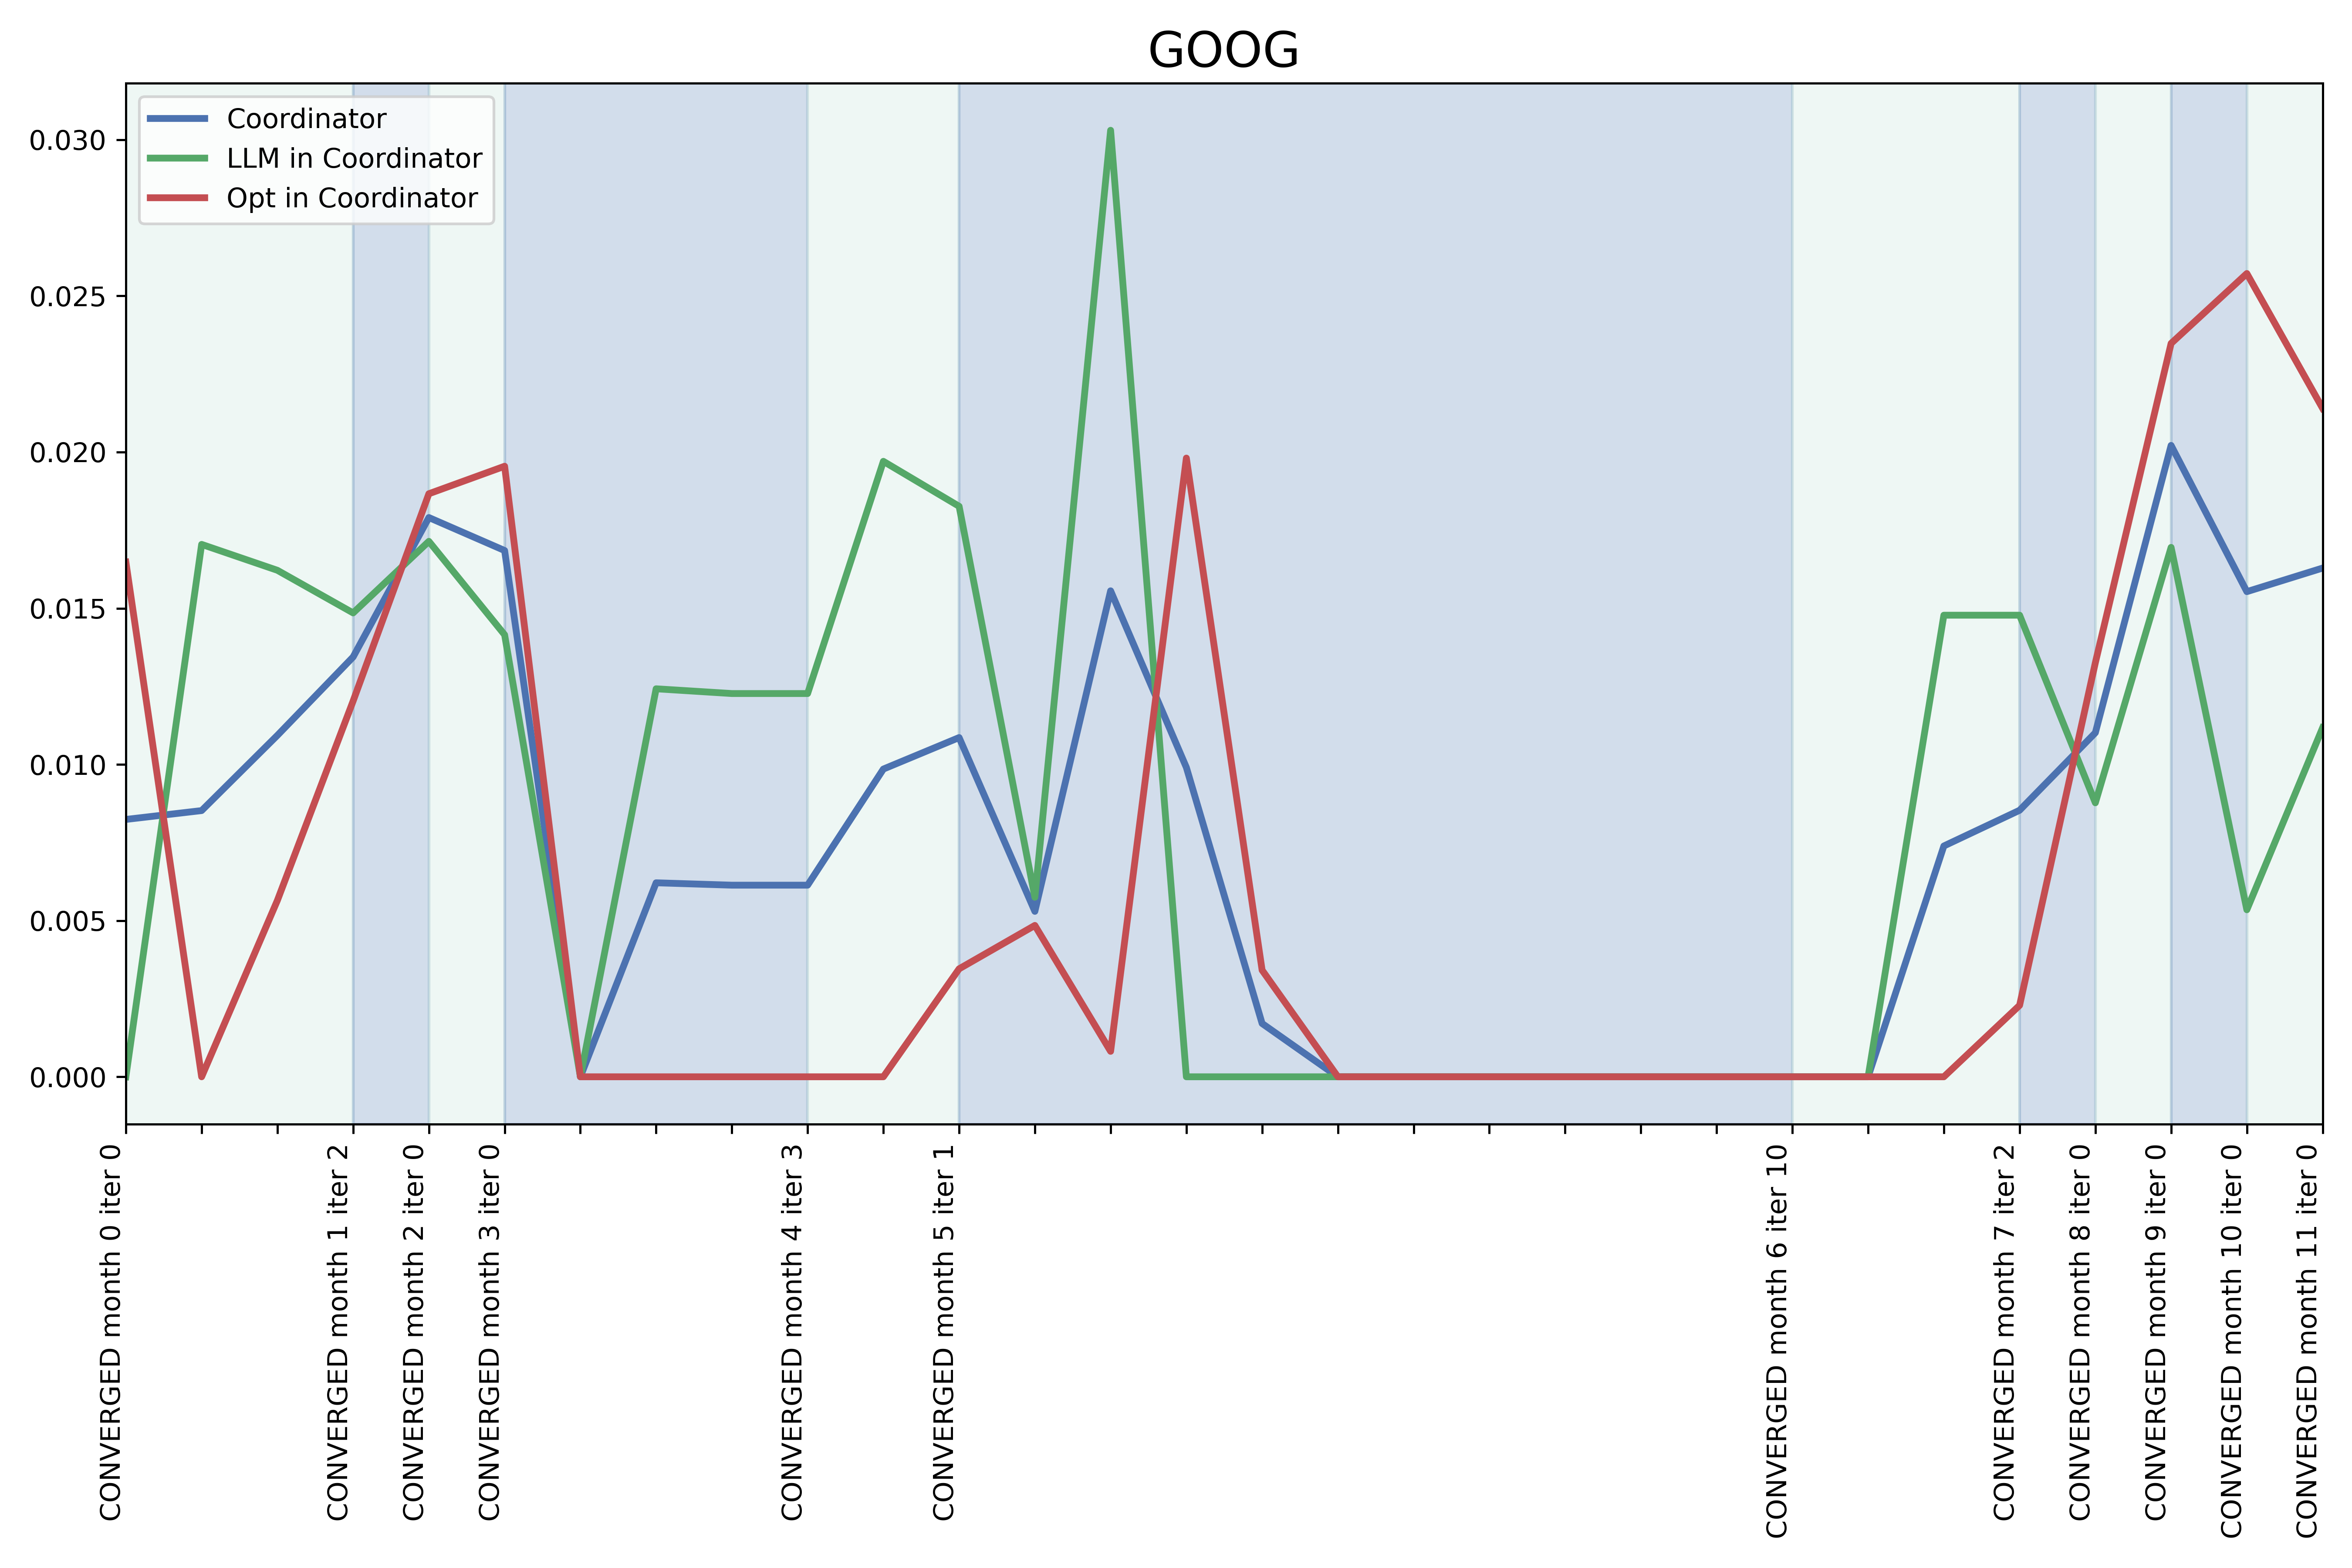 GOOG
Coordinator
LLM in Coordinator
Opt in Coordinator
0.030
0.025
0.020
0.015
0.010
0.005
0.000
CONVERGED month 0 iter 0
CONVERGED month 1 iter 2
CONVERGED month 2 iter 0
CONVERGED month 3 iter 0
CONVERGED month 4 iter 3
CONVERGED month 5 iter 1
CONVERGED month 6 iter 10
CONVERGED month 7 iter 2
CONVERGED month 8 iter 0
CONVERGED month 9 iter 0
CONVERGED month 10 iter 0
CONVERGED month 11 iter 0